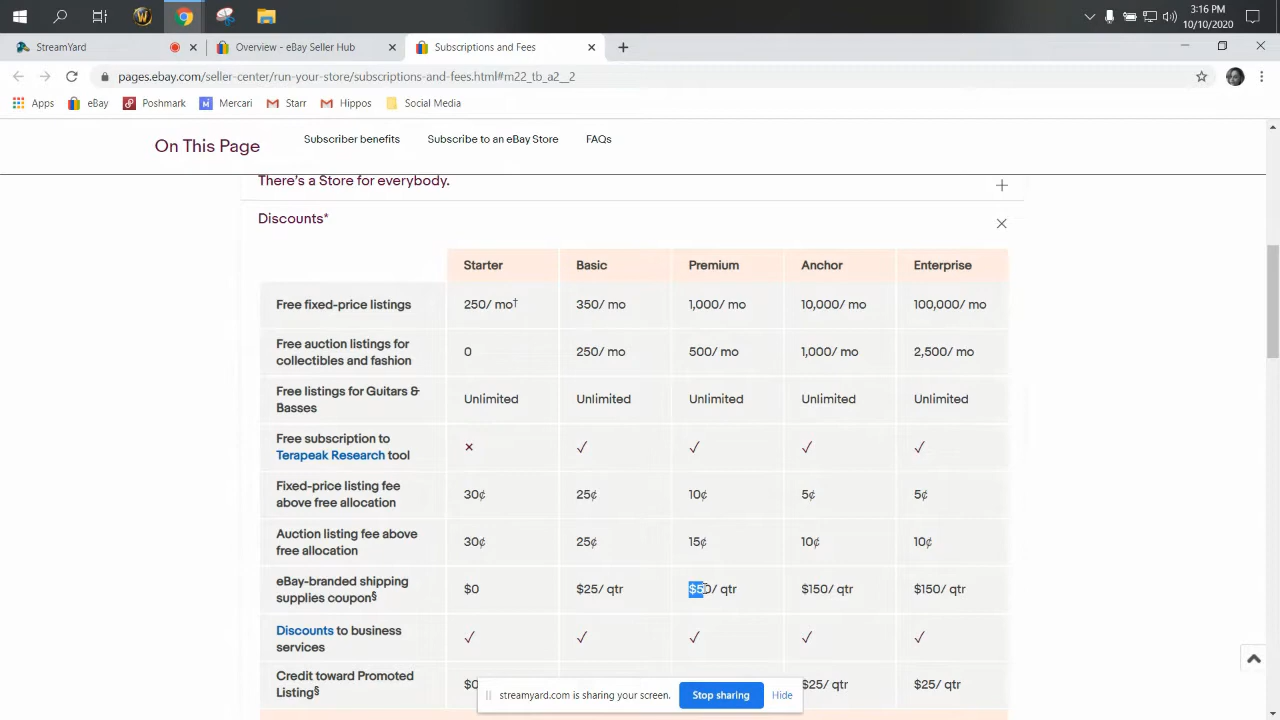 3:16 PM
10/10/2020
StreamYard
Overview - eBay Seller Hub
Subscriptions and Fees
pages.ebay.com/seller-center/run-your-store/subscriptions-and-fees.html#m22_tb_a2__2
Apps eBay Poshmark Mercari Starr Hippos Social Media
On This Page Subscriber benefits Subscribe to an eBay Store FAQs
There's a Store for everybody. +
Discounts*
Starter Basic Premium Anchor Enterprise
Free fixed-price listings 250/ mo† 350/ mo 1,000/ mo 10,000/ mo 100,000/ mo
Free auction listings for
collectibles and fashion 0 250/ mo 500/ mo 1,000/ mo 2,500/ mo
Free listings for Guitars &
Basses Unlimited Unlimited Unlimited Unlimited Unlimited
Free subscription to
Terapeak Research tool × ✓ ✓ ✓ ✓
Fixed-price listing fee
above free allocation 30¢ 25¢ 10¢ 5¢ 5¢
Auction listing fee above
free allocation 30¢ 25¢ 15¢ 10¢ 10¢
eBay-branded shipping
supplies coupon§ $0 $25/ qtr $50/ qtr $150/ qtr $150/ qtr
Discounts to business
services ✓ ✓ ✓ ✓ ✓
Credit toward Promoted
Listing§ $0 $25/ qtr $25/ qtr
streamyard.com is sharing your screen. Stop sharing Hide